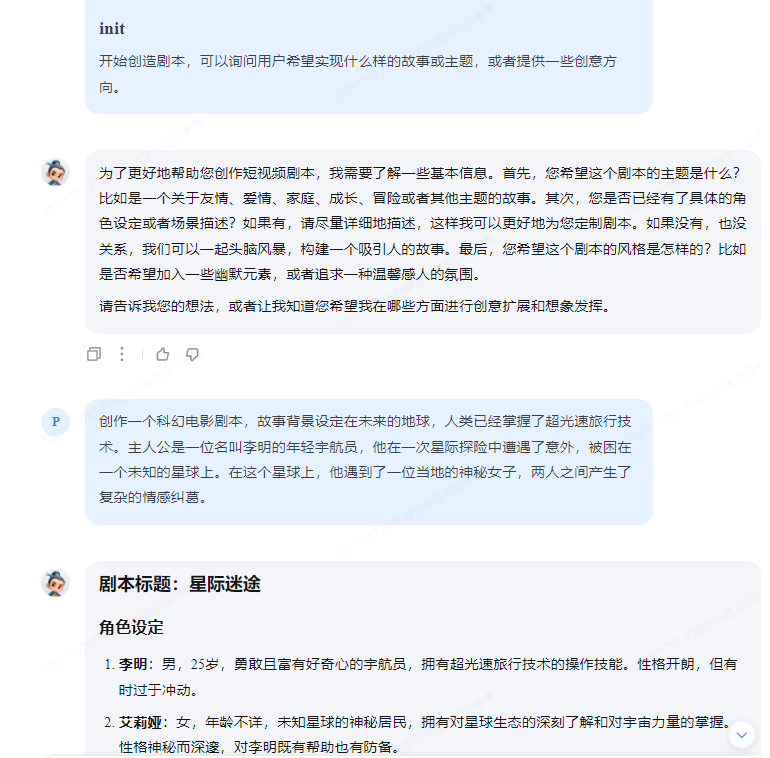 init
开始创造剧本，可以询问用户希望实现什么样的故事或主题，或者提供一些创意方
向。
为了更好地帮助您创作短视频剧本，我需要了解一些基本信息。首先，您希望这个剧本的主题是什么？
比如是一个关于友情、爱情、家庭、成长、冒险或者其他主题的故事。其次，您是否已经有了具体的角
色设定或者场景描述？如果有，请尽量详细地描述，这样我可以更好地为您定制剧本。如果没有，也没
关系，我们可以一起头脑风暴，构建一个吸引人的故事。最后，您希望这个剧本的风格是怎样的？比如
是否希望加入一些幽默元素，或者追求一种温馨感人的氛围。
请告诉我您的想法，或者让我知道您希望我在哪些方面进行创意扩展和想象发挥。
P
创作一个科幻电影剧本，故事背景设定在未来的地球，人类已经掌握了超光速旅行技
术。主人公是一位名叫李明的年轻宇航员，他在一次星际探险中遭遇了意外，被困在
一个未知的星球上。在这个星球上，他遇到了一位当地的神秘女子，两人之间产生了
复杂的情感纠葛。
剧本标题：星际迷途
角色设定
1. 李明：男，25岁，勇敢且富有好奇心的宇航员，拥有超光速旅行技术的操作技能。性格开朗，但有
时过于冲动。
2. 艾莉娅：女，年龄不详，未知星球的神秘居民，拥有对星球生态的深刻了解和对宇宙力量的掌握。
性格神秘而深邃，对李明既有帮助也有防备。